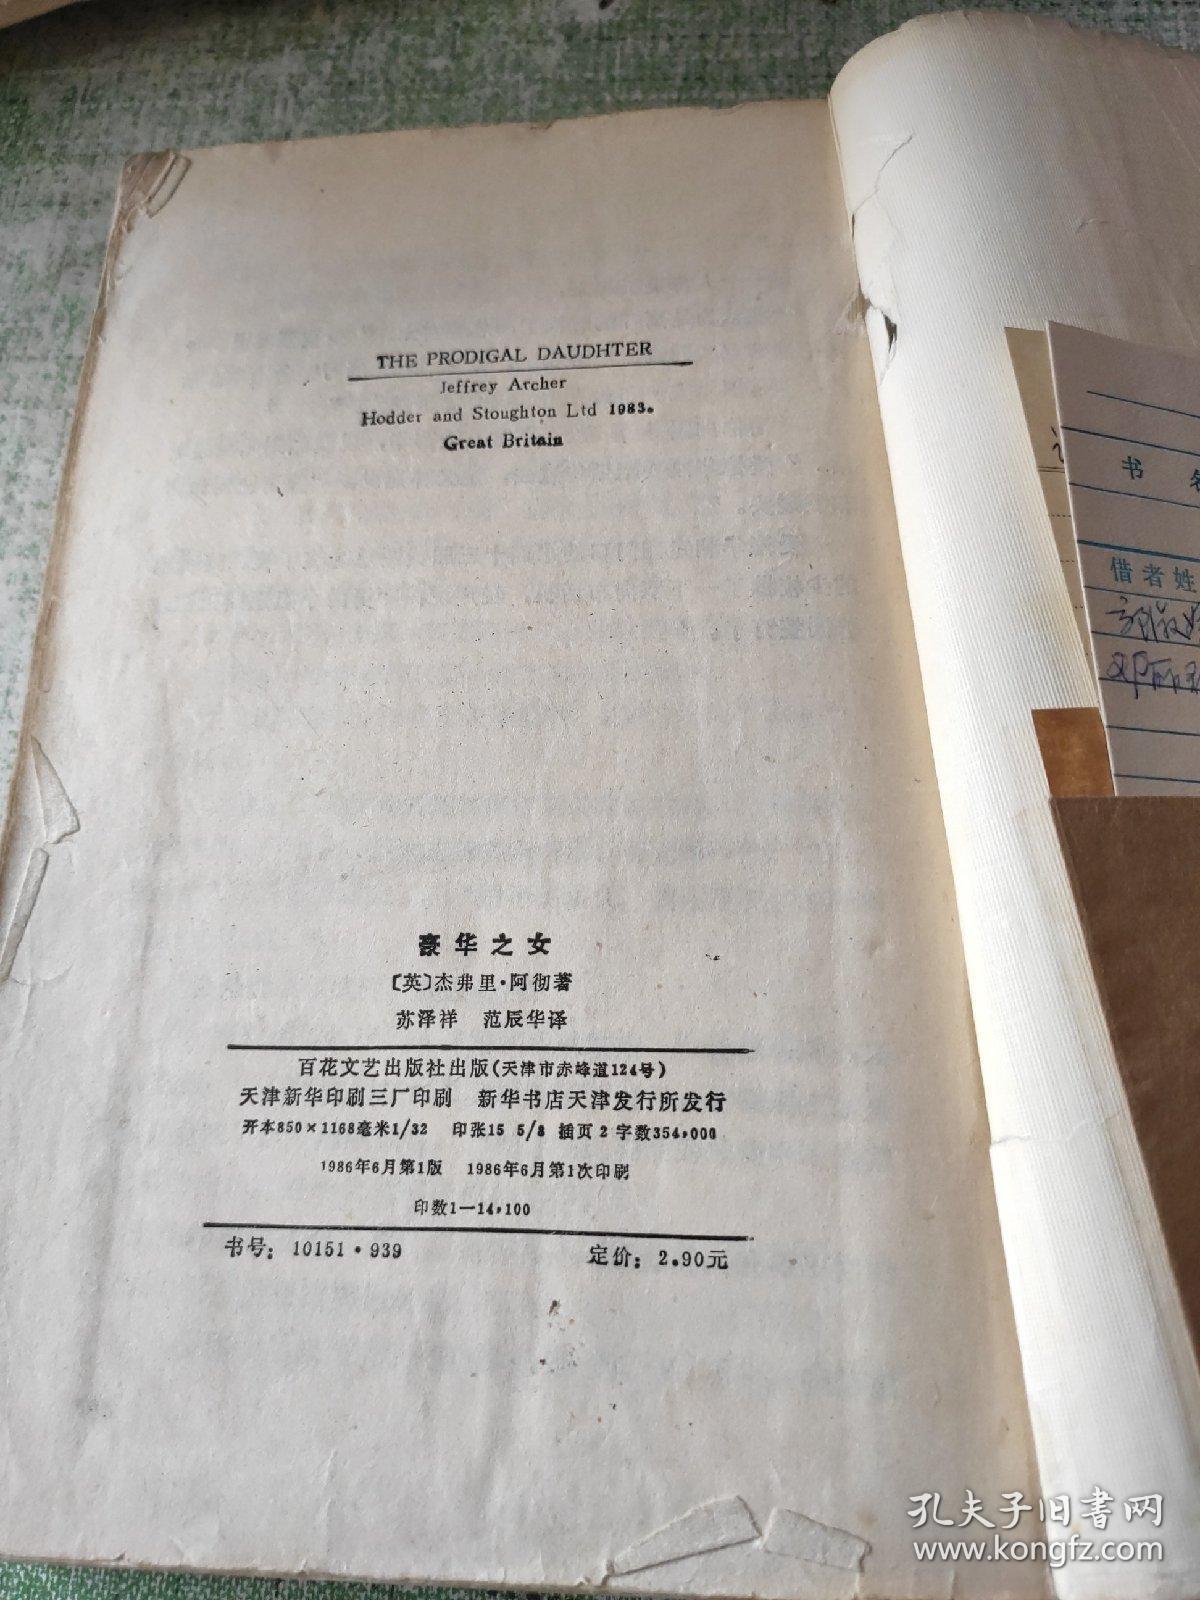 THE PRODIGAL DAUDHTER
Jeffrey Archer
Hodder and Stoughton Ltd 1983.
Great Britain
豪华之女
〔英〕杰弗里·阿彻著
苏泽祥 范辰华译
百花文艺出版社出版(天津市赤峰道124号)
天津新华印刷三厂印刷 新华书店天津发行所发行
开本850×1168毫米1/32 印张15 5/8 插页2 字数354,000
1986年6月第1版 1986年6月第1次印刷
印数1—14,100
书号：10151·939 定价：2.90元
书名
借者姓
邓丽
孔夫子旧书网
www.kongfz.com